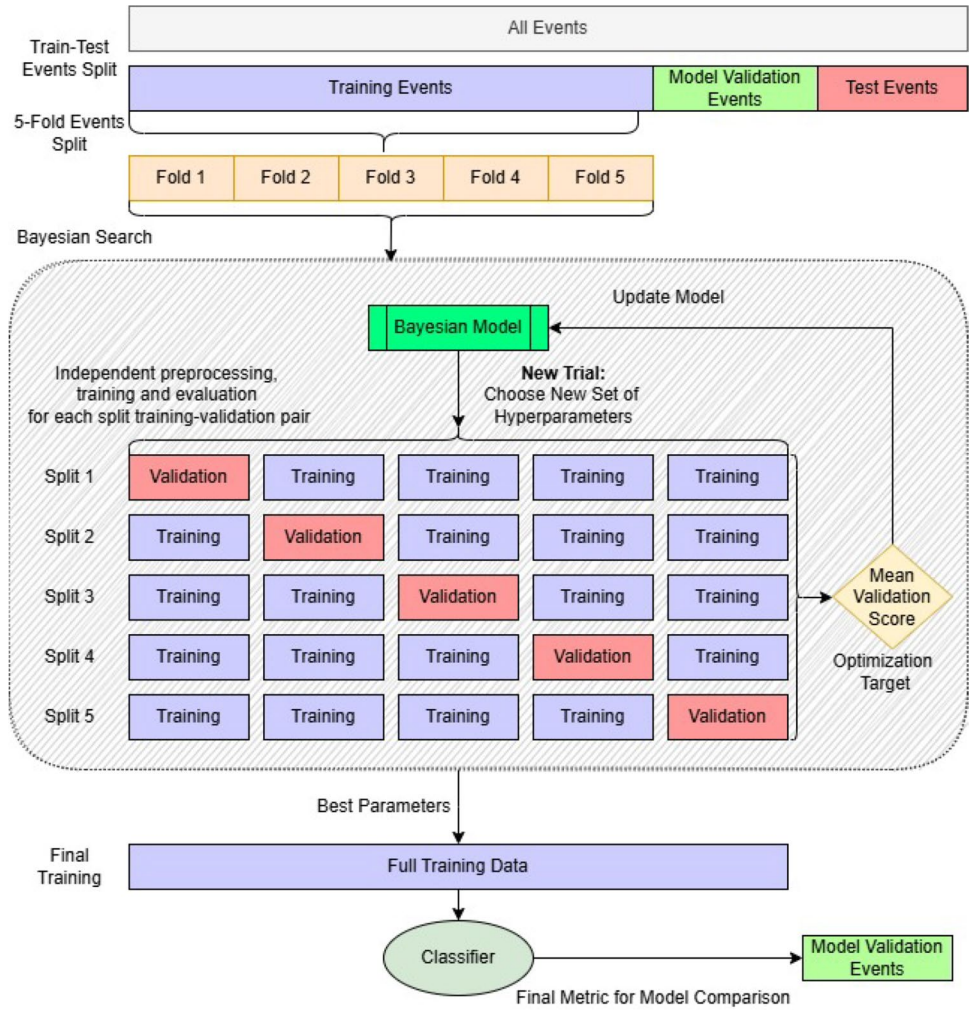 All Events
Train-Test
Events Split
Training Events
Model Validation
Events
Test Events
5-Fold Events
Split
Fold 1
Fold 2
Fold 3
Fold 4
Fold 5
Bayesian Search
Update Model
Bayesian Model
Independent preprocessing,
training and evaluation
for each split training-validation pair
New Trial:
Choose New Set of
Hyperparameters
Split 1
Validation
Training
Training
Training
Training
Split 2
Training
Validation
Training
Training
Training
Split 3
Training
Training
Validation
Training
Training
Split 4
Training
Training
Training
Validation
Training
Split 5
Training
Training
Training
Training
Validation
Mean
Validation
Score
Optimization
Target
Best Parameters
Final
Training
Full Training Data
Classifier
Model Validation
Events
Final Metric for Model Comparison